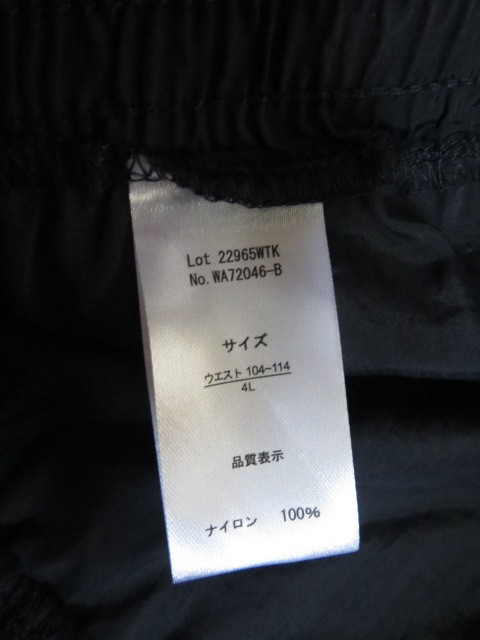 Lot 22965WTK
No.WA72046-B
サイズ
ウエスト 104~114
4L
品質表示
ナイロン 100%